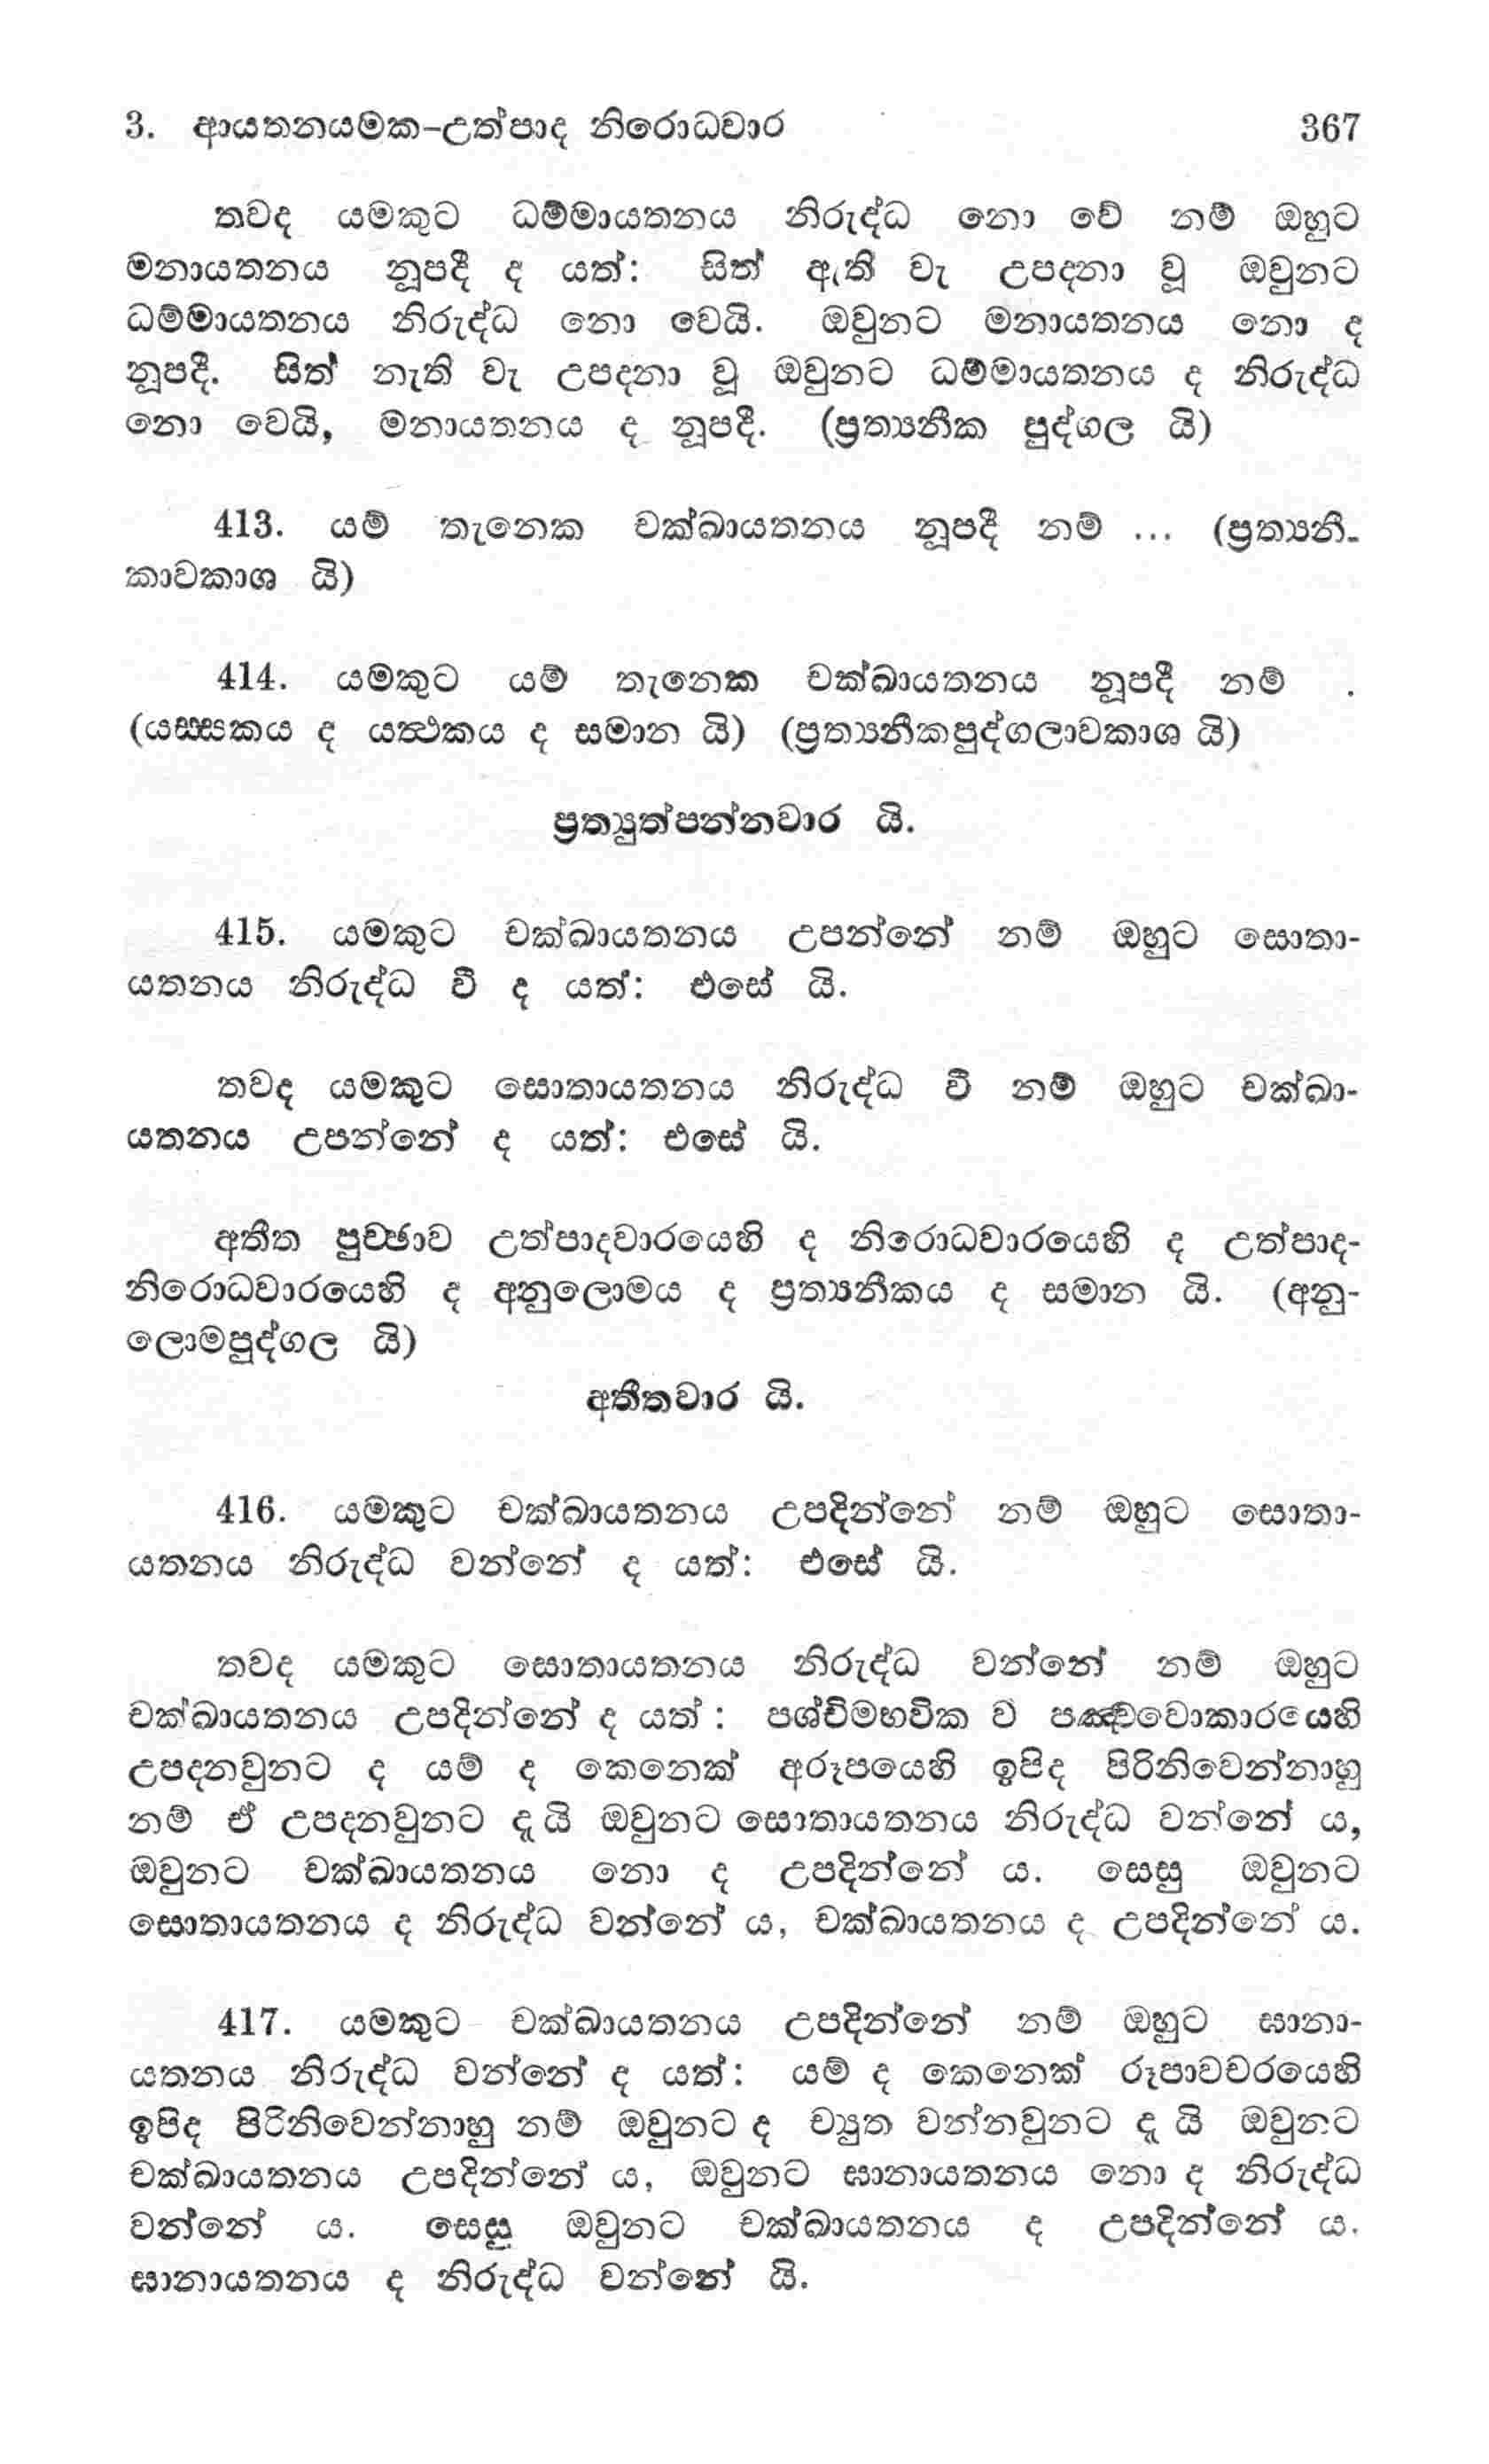 3. ආයතනයමක–උත්පාද නිරොධවාර 367
තවද යමකුට ධම්මායතනය නිරුද්ධ නො වේ නම් ඔහුට
මනායතනය නූපදී ද යත්: සිත් ඇති වැ උපදනා වූ ඔවුනට
ධම්මායතනය නිරුද්ධ නො වෙයි. ඔවුනට මනායතනය නො ද
නූපදී. සිත් නැති වැ උපදනා වූ ඔවුනට ධම්මායතනය ද නිරුද්ධ
නො වෙයි, මනායතනය ද නූපදී. (ප්‍රත්‍යනීක පුද්ගල යි)
413. යම් තැනෙක චක්ඛායතනය නූපදී නම් ... (ප්‍රත්‍යනී-
කාවකාශ යි)
414. යමකුට යම් තැනෙක චක්ඛායතනය නූපදී නම් .
(යස්සකය ද යත්‍ථකය ද සමාන යි) (ප්‍රත්‍යනීකපුද්ගලාවකාශ යි)
ප්‍රත්‍යුත්පන්නවාර යි.
415. යමකුට චක්ඛායතනය උපන්නේ නම් ඔහුට සොතා-
යතනය නිරුද්ධ වී ද යත්: එසේ යි.
තවද යමකුට සොතායතනය නිරුද්ධ වී නම් ඔහුට චක්ඛා-
යතනය උපන්නේ ද යත්: එසේ යි.
අතීත පුච්ඡාව උත්පාදවාරයෙහි ද නිරොධවාරයෙහි ද උත්පාද-
නිරොධවාරයෙහි ද අනුලොමය ද ප්‍රත්‍යනීකය ද සමාන යි. (අනු-
ලොමපුද්ගල යි)
අතීතවාර යි.
416. යමකුට චක්ඛායතනය උපදින්නේ නම් ඔහුට සොතා-
යතනය නිරුද්ධ වන්නේ ද යත්: එසේ යි.
තවද යමකුට සොතායතනය නිරුද්ධ වන්නේ නම් ඔහුට
චක්ඛායතනය උපදින්නේ ද යත් : පශ්චිමභවික ව පඤ්චවොකාරයෙහි
උපදනවුනට ද යම් ද කෙනෙක් අරූපයෙහි ඉපිද පිරිනිවෙන්නාහු
නම් ඒ උපදනවුනට දැ යි ඔවුනට සොතායතනය නිරුද්ධ වන්නේ ය,
ඔවුනට චක්ඛායතනය නො ද උපදින්නේ ය. සෙසු ඔවුනට
සොතායතනය ද නිරුද්ධ වන්නේ ය, චක්ඛායතනය ද උපදින්නේ ය.
417. යමකුට චක්ඛායතනය උපදින්නේ නම් ඔහුට ඝානා-
යතනය නිරුද්ධ වන්නේ ද යත්: යම් ද කෙනෙක් රූපාවචරයෙහි
ඉපිද පිරිනිවෙන්නාහු නම් ඔවුනට ද ච්‍යුත වන්නවුනට දැ යි ඔවුනට
චක්ඛායතනය උපදින්නේ ය, ඔවුනට ඝානායතනය නො ද නිරුද්ධ
වන්නේ ය. සෙසු ඔවුනට චක්ඛායතනය ද උපදින්නේ ය.
ඝානායතනය ද නිරුද්ධ වන්නේ යි.